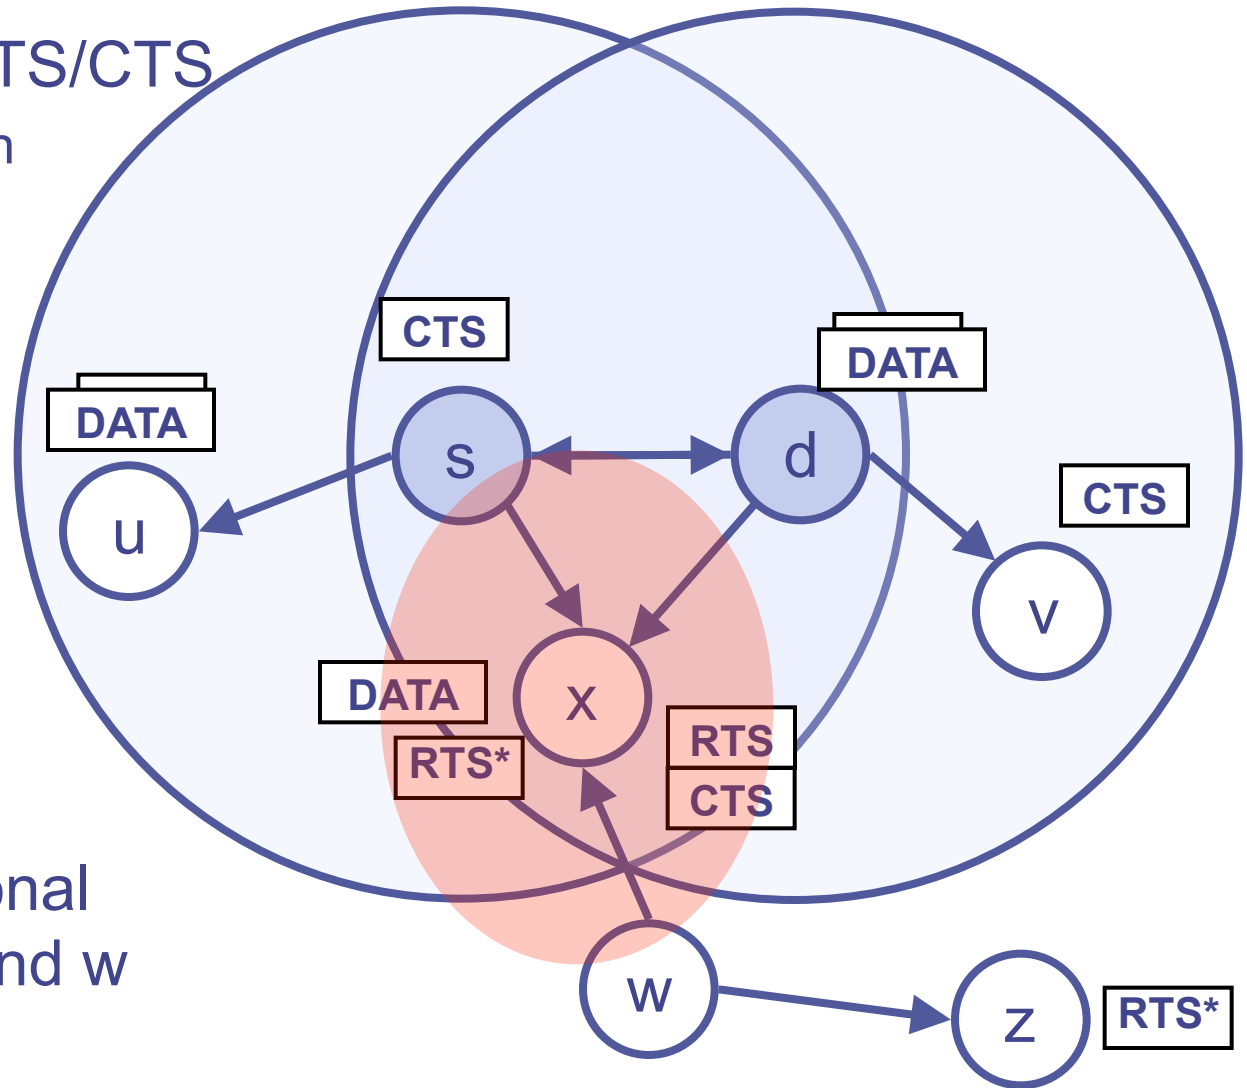 TS/CTS
n
CTS
DATA
DATA
s
d
CTS
u
v
DATA
x
RTS*
RTS
CTS
onal
nd w
w
z
RTS*